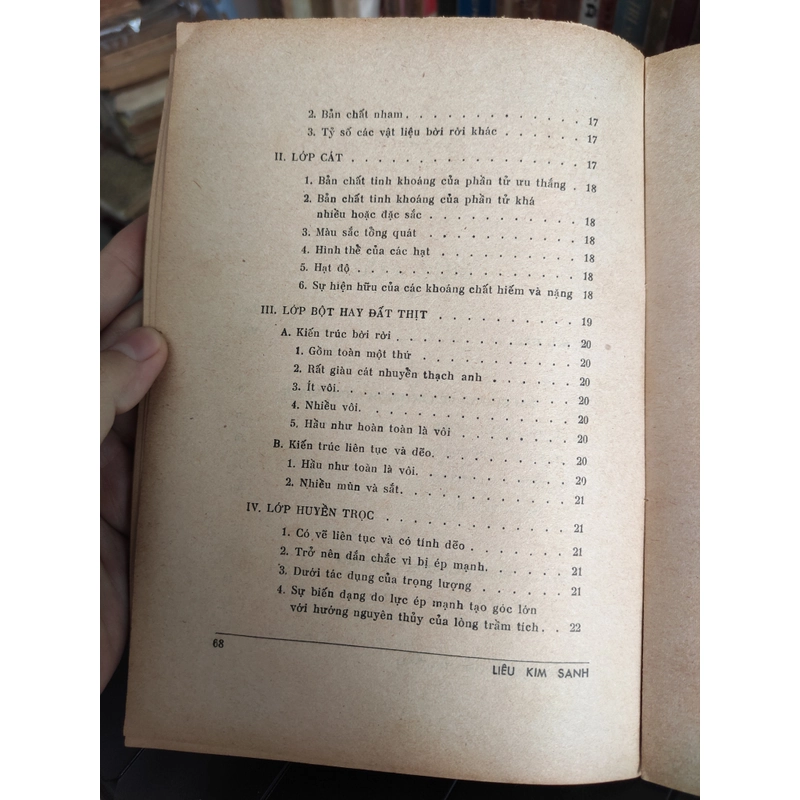 2. Bản chất nham . . . . . . . . . . . . . 17
3. Tỷ số các vật liệu bời rời khác . . . . . . 17
II. LỚP CÁT . . . . . . . . . . . . . . . . 17
1. Bản chất tinh khoáng của phần tử ưu thắng . 18
2. Bản chất tinh khoáng của phần tử khá
nhiều hoặc đặc sắc . . . . . . . . . . . 18
3. Màu sắc tổng quát . . . . . . . . . . . 18
4. Hình thể của các hạt . . . . . . . . . . 18
5. Hạt độ . . . . . . . . . . . . . . . . 18
6. Sự hiện hữu của các khoáng chất hiếm và nặng 18
III. LỚP BỘT HAY ĐẤT THỊT . . . . . . . . . . 19
A. Kiến trúc bời rời . . . . . . . . . . . . . 20
1. Gồm toàn một thứ . . . . . . . . . . . 20
2. Rất giàu cát nhuyễn thạch anh . . . . . . 20
3. Ít vôi . . . . . . . . . . . . . . . . 20
4. Nhiều vôi . . . . . . . . . . . . . . . 20
5. Hầu như hoàn toàn là vôi . . . . . . . . 20
B. Kiến trúc liên tục và dẽo . . . . . . . . . . 20
1. Hầu như toàn là vôi . . . . . . . . . . . 20
2. Nhiều mùn và sắt . . . . . . . . . . . . 21
IV. LỚP HUYỀN TRỌC . . . . . . . . . . . . . 21
1. Có vẽ liên tục và có tính dẽo . . . . . . . 21
2. Trở nên dắn chắc vì bị ép mạnh . . . . . . 21
3. Dưới tác dụng của trọng lượng . . . . . . 21
4. Sự biến dạng do lực ép mạnh tạo góc lớn
với hướng nguyên thủy của lòng trầm tích . . 22
68
LIÊU KIM SANH